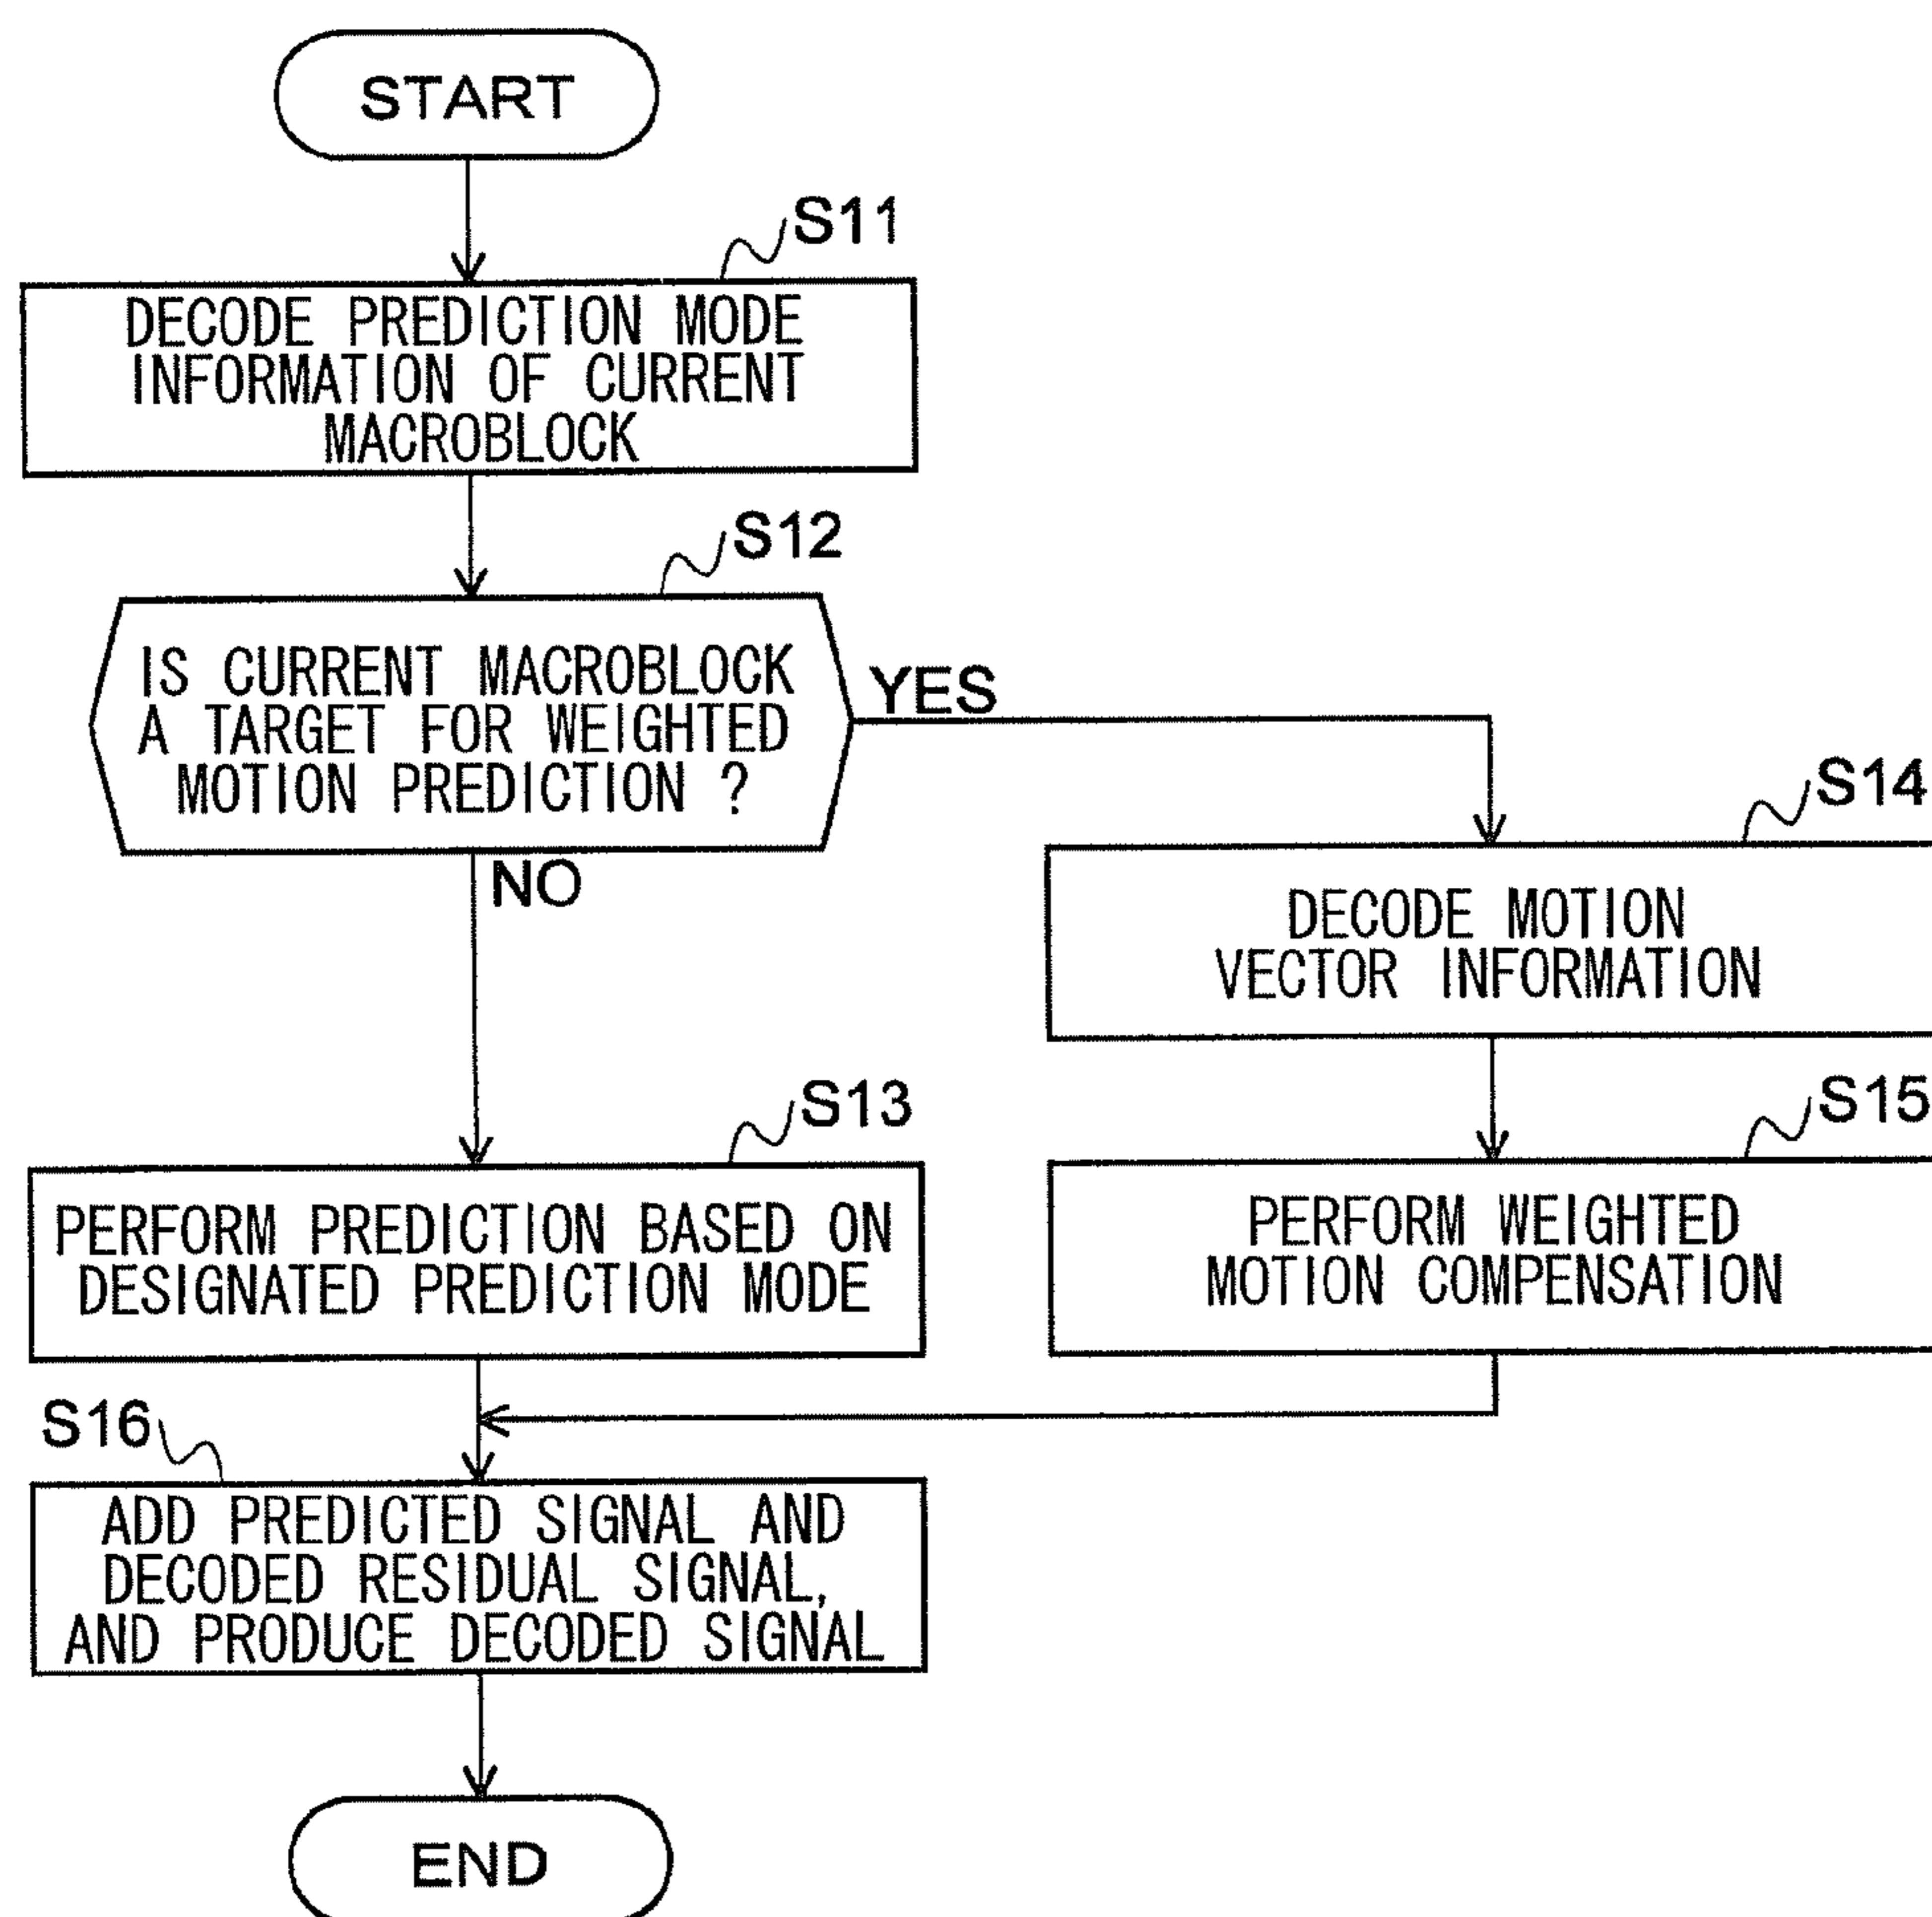 START
S11
DECODE PREDICTION MODE
INFORMATION OF CURRENT
MACROBLOCK
S12
IS CURRENT MACROBLOCK
A TARGET FOR WEIGHTED
MOTION PREDICTION ?
YES
NO
S14
DECODE MOTION
VECTOR INFORMATION
S13
PERFORM PREDICTION BASED ON
DESIGNATED PREDICTION MODE
S15
PERFORM WEIGHTED
MOTION COMPENSATION
S16
ADD PREDICTED SIGNAL AND
DECODED RESIDUAL SIGNAL,
AND PRODUCE DECODED SIGNAL
END